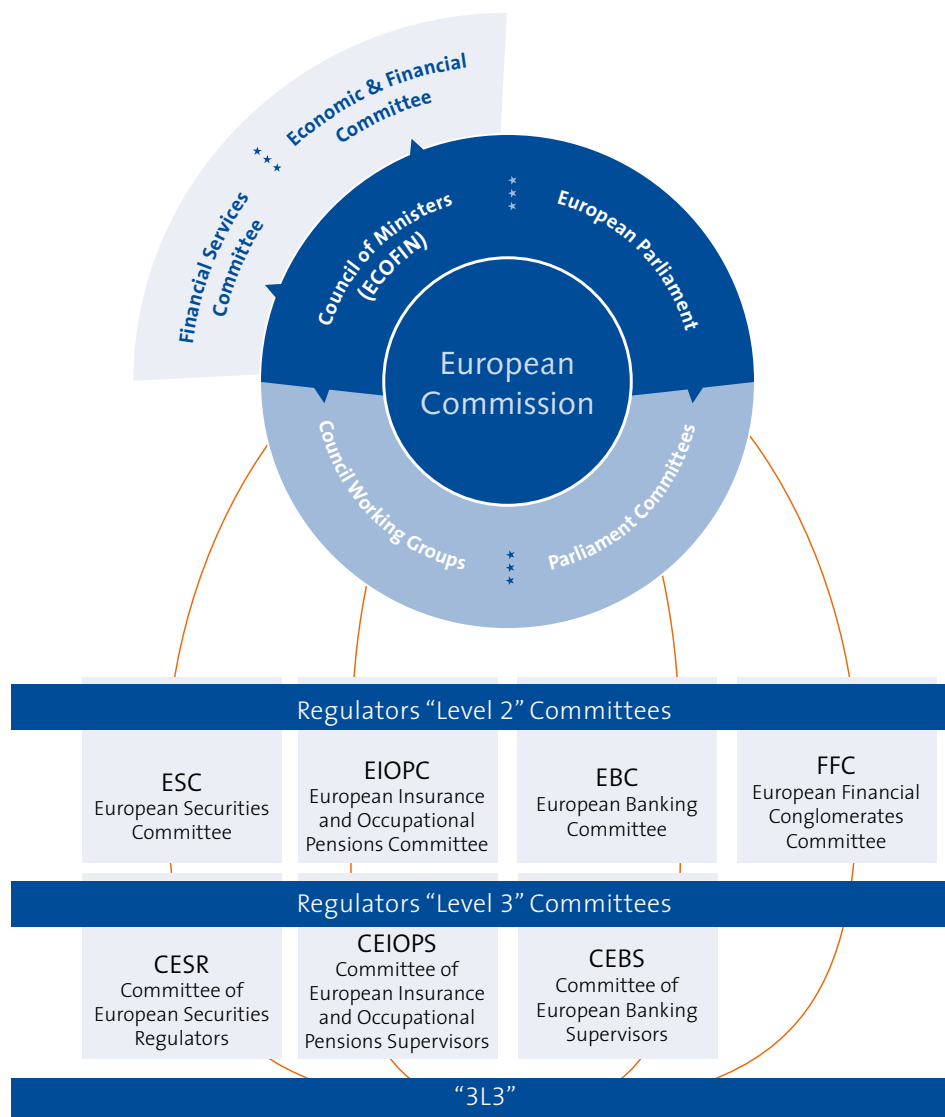 Economic & Financial
Committee
Financial Services
Committee
Council of Ministers
(ECOFIN)
European Parliament
European
Commission
Council Working Groups
Parliament Committees
Regulators “Level 2” Committees
ESC
European Securities
Committee
EIOPC
European Insurance
and Occupational
Pensions Committee
EBC
European Banking
Committee
FFC
European Financial
Conglomerates
Committee
Regulators “Level 3” Committees
CESR
Committee of
European Securities
Regulators
CEIOPS
Committee of
European Insurance
and Occupational
Pensions Supervisors
CEBS
Committee of
European Banking
Supervisors
“3L3”